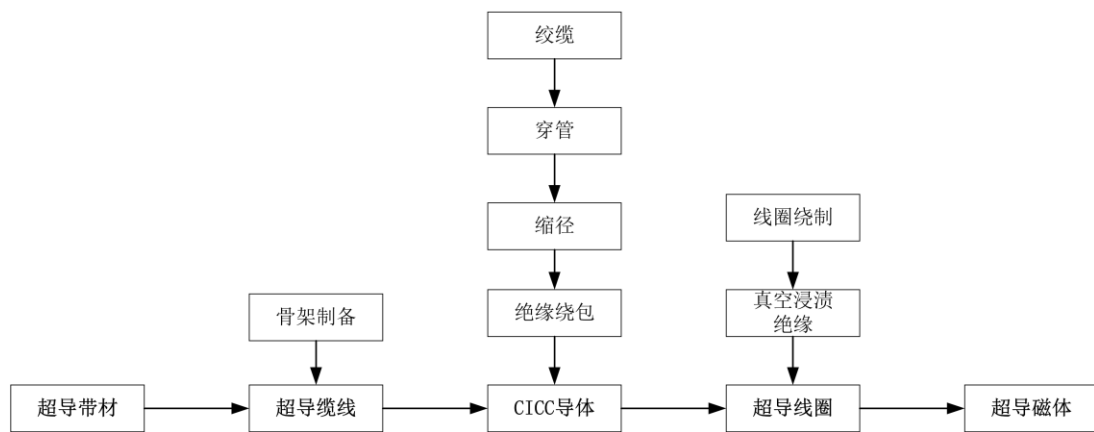 绞缆
穿管
缩径
线圈绕制
骨架制备
绝缘绕包
真空浸渍
绝缘
超导带材
超导缆线
CICC导体
超导线圈
超导磁体